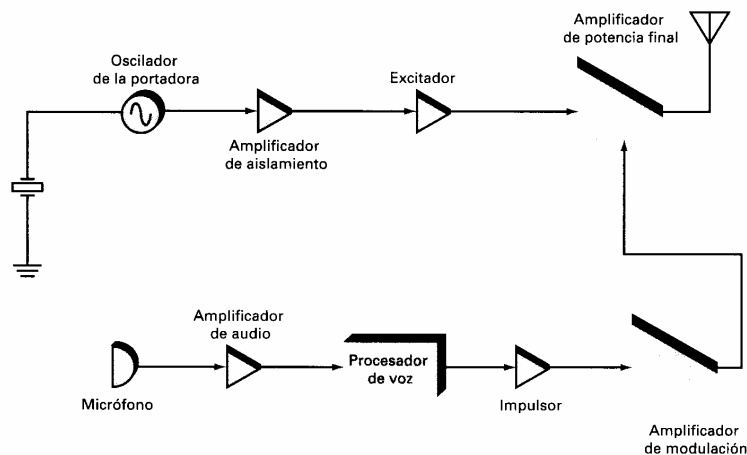 Amplificador
de potencia final
Oscilador
de la portadora
Excitador
Amplificador
de aislamiento
Amplificador
de audio
Procesador
de voz
Micrófono
Impulsor
Amplificador
de modulación